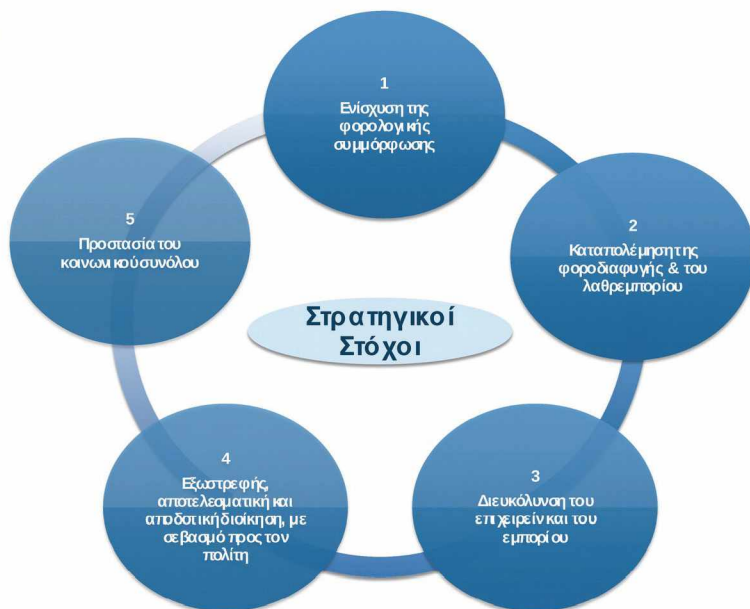 1
Ενίσχυση της
φορολογικής
συμμόρφωσης
2
Καταπολέμηση της
φοροδιαφυγής & του
λαθρεμπορίου
3
Διευκόλυνση του
επιχειρείν και του
εμπορίου
4
Εξωστρεφής,
αποτελεσματική και
αποδοτική διοίκηση, με
σεβασμό προς τον
πολίτη
5
Προστασία του
κοινωνικού συνόλου
Στρατηγικοί
Στόχοι